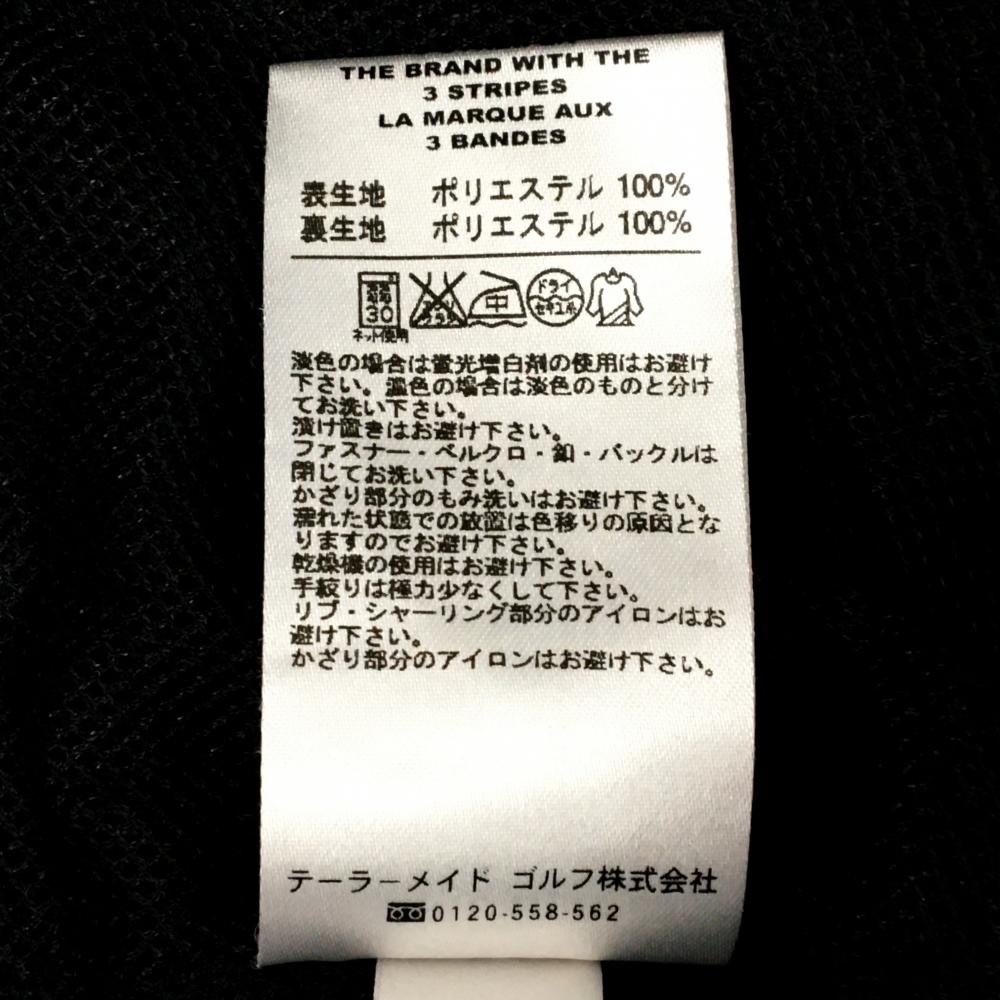 THE BRAND WITH THE
3 STRIPES
LA MARQUE AUX
3 BANDES
表生地 ポリエステル 100%
裏生地 ポリエステル 100%
30 エンソ サラシ 中 ドライ セキユ系
ネット使用
淡色の場合は蛍光増白剤の使用はお避け
下さい。濃色の場合は淡色のものと分け
てお洗い下さい。
漬け置きはお避け下さい。
ファスナー・ベルクロ・釦・バックルは
閉じてお洗い下さい。
かざり部分のもみ洗いはお避け下さい。
濡れた状態での放置は色移りの原因とな
りますのでお避け下さい。
乾燥機の使用はお避け下さい。
手絞りは極力少なくして下さい。
リブ・シャーリング部分のアイロンはお
避け下さい。
かざり部分のアイロンはお避け下さい。
テーラーメイド ゴルフ株式会社
0120-558-562